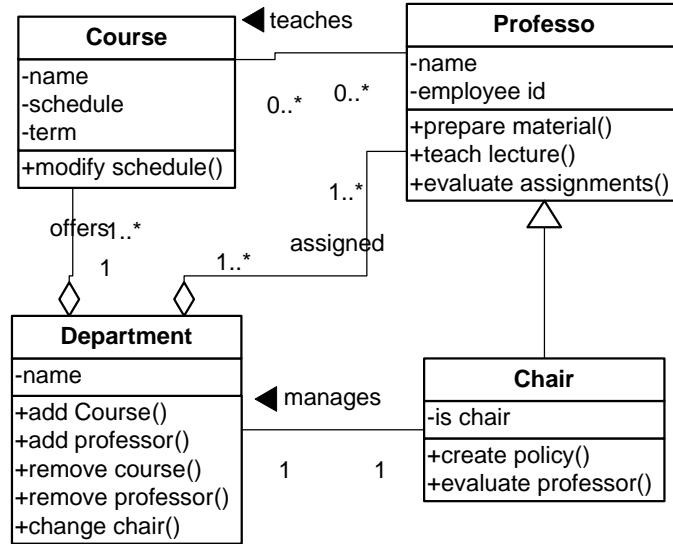 Course
-name
-schedule
-term
+modify schedule()
teaches
0..*
0..*
Professo
-name
-employee id
+prepare material()
+teach lecture()
+evaluate assignments()
offers
1..*
1
1..*
assigned
1..*
Department
-name
+add Course()
+add professor()
+remove course()
+remove professor()
+change chair()
manages
1
1
Chair
-is chair
+create policy()
+evaluate professor()